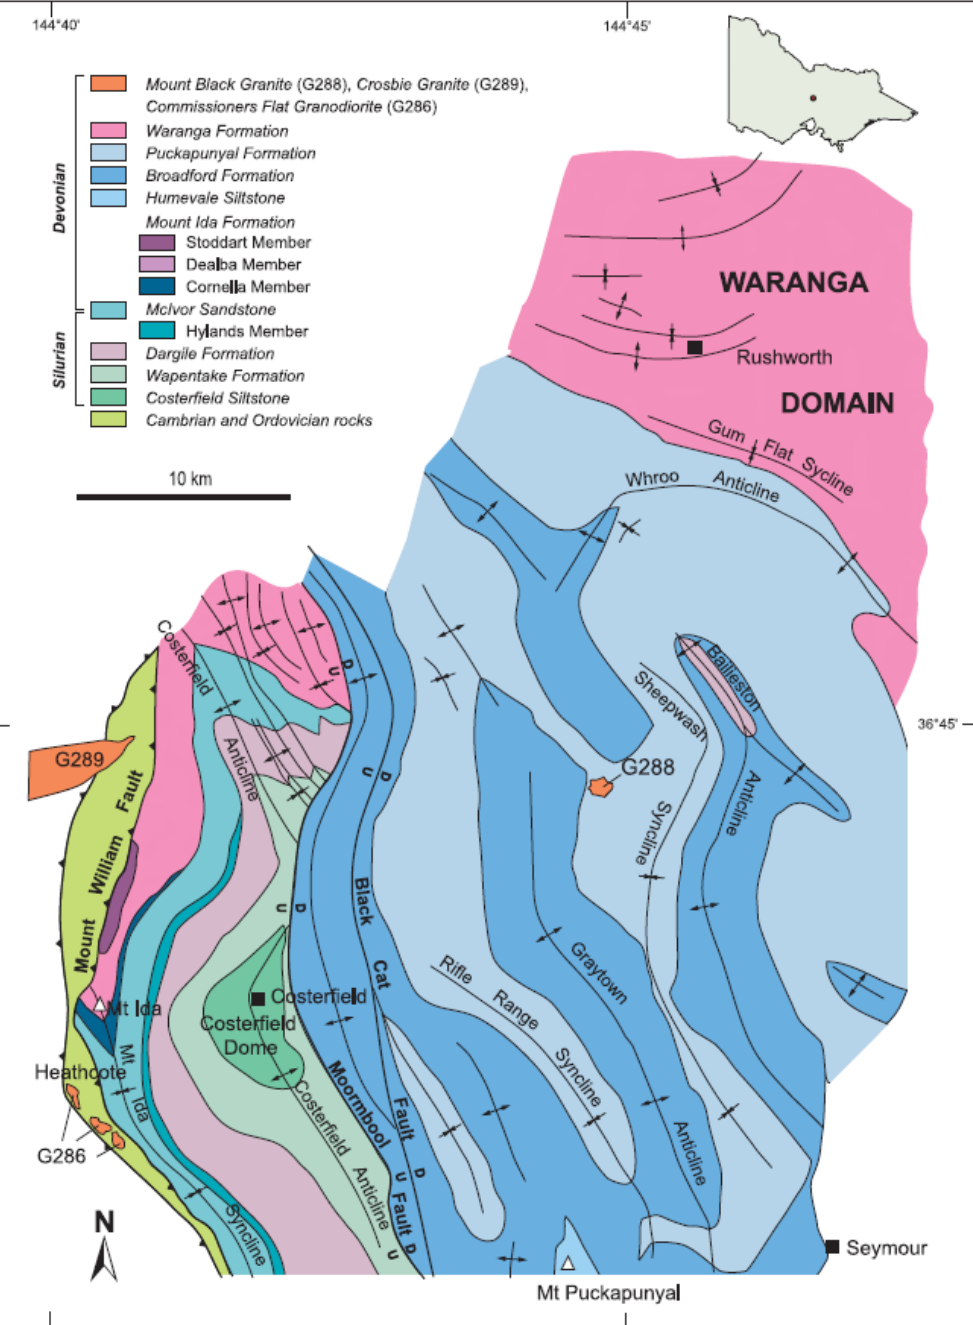 144°40'
144°45'
Devonian
Silurian
Mount Black Granite (G288), Crosbie Granite (G289),
Commissioners Flat Granodiorite (G286)
Waranga Formation
Puckapunyal Formation
Broadford Formation
Humevale Siltstone
Mount Ida Formation
Stoddart Member
Dealba Member
Cornella Member
McIvor Sandstone
Hylands Member
Dargile Formation
Wapentake Formation
Costerfield Siltstone
Cambrian and Ordovician rocks
10 km
WARANGA
Rushworth
DOMAIN
Gum Flat Sycline
Whroo Anticline
Costerfield
Anticline
U D
Bailieston
Anticline
Sheepwash
Syncline
36°45'
G289
G288
Mount William Fault
D
U
U D
Black Cat Fault
Graytown
Anticline
Rifle Range Syncline
Costerfield
Costerfield
Dome
Mt Ida
Mt Ida Syncline
Heathcote
Moormbool Fault
Costerfield Anticline
U D
D
U
G286
N
Seymour
Mt Puckapunyal